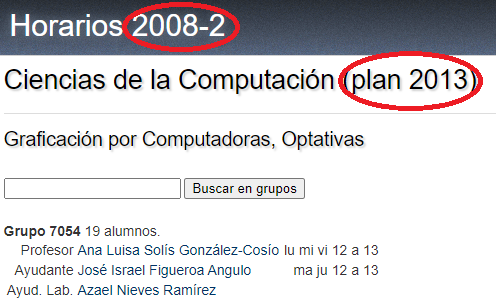 Horarios 2008-2
Ciencias de la Computación (plan 2013)
Graficación por Computadoras, Optativas
Buscar en grupos
Grupo 7054 19 alumnos.
Profesor Ana Luisa Solís González-Cosío lu mi vi 12 a 13
Ayudante José Israel Figueroa Angulo ma ju 12 a 13
Ayud. Lab. Azael Nieves Ramírez